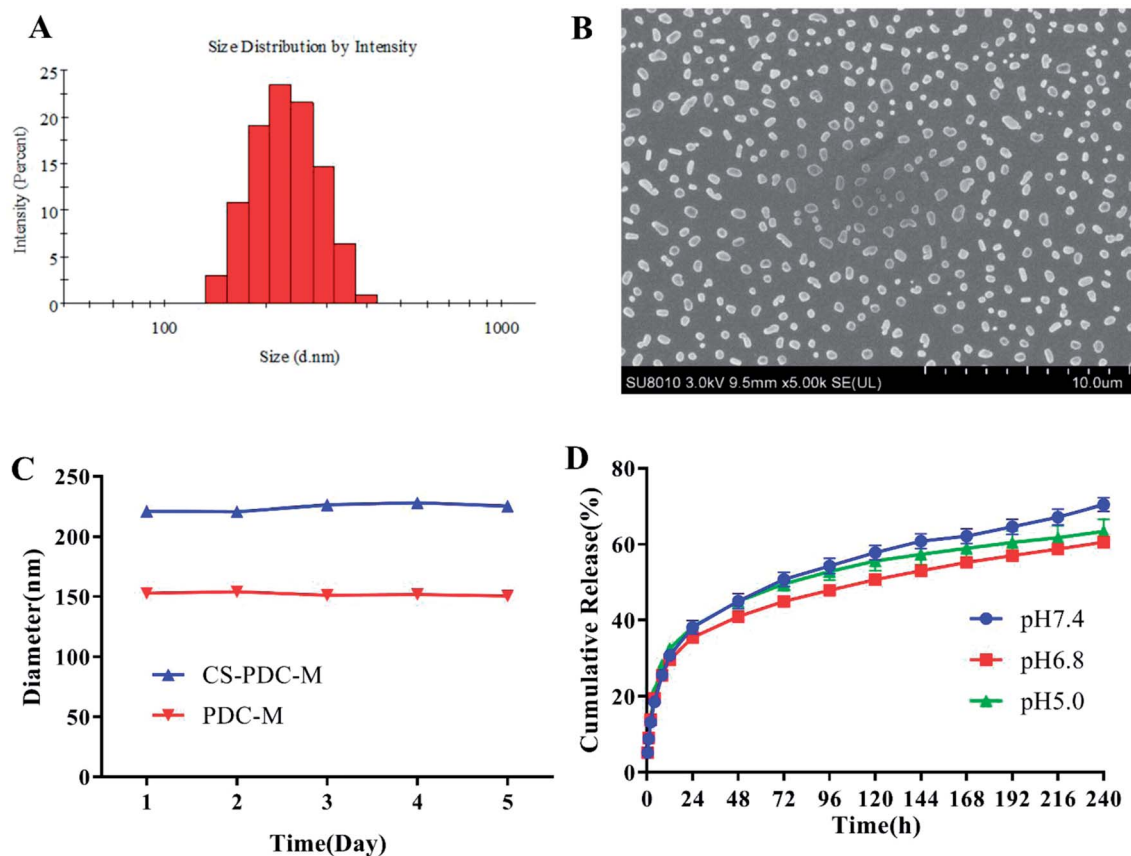 A
Size Distribution by Intensity
25
20
15
10
5
0
Intensity (Percent)
100
1000
Size (d.nm)
B
SU8010 3.0kV 9.5mm x5.00k SE(UL)
10.0um
C
250
200
150
100
50
0
Diameter(nm)
CS-PDC-M
PDC-M
1 2 3 4 5
Time(Day)
D
80
60
40
20
0
Cumulative Release(%)
pH7.4
pH6.8
pH5.0
0 24 48 72 96 120 144 168 192 216 240
Time(h)